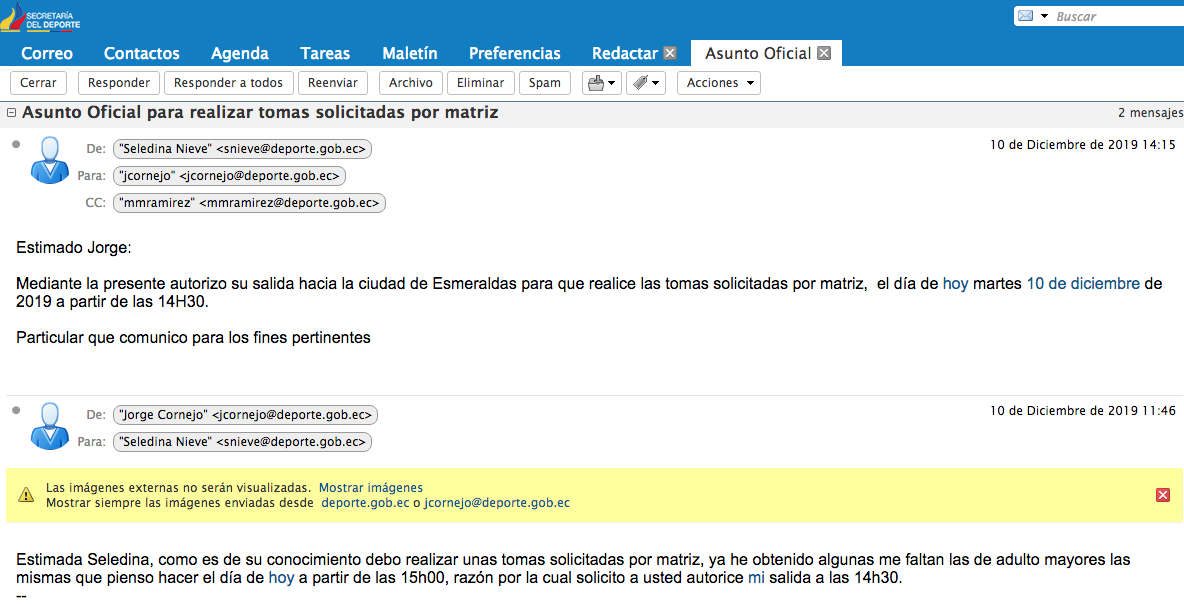 SECRETARÍA
DEL DEPORTE
Buscar
Correo Contactos Agenda Tareas Maletín Preferencias Redactar Asunto Oficial
Cerrar Responder Responder a todos Reenviar Archivo Eliminar Spam Acciones
Asunto Oficial para realizar tomas solicitadas por matriz 2 mensajes
De: "Seledina Nieve" <snieve@deporte.gob.ec> 10 de Diciembre de 2019 14:15
Para: "jcornejo" <jcornejo@deporte.gob.ec>
CC: "mmramirez" <mmramirez@deporte.gob.ec>
Estimado Jorge:
Mediante la presente autorizo su salida hacia la ciudad de Esmeraldas para que realice las tomas solicitadas por matriz, el día de hoy martes 10 de diciembre de
2019 a partir de las 14H30.
Particular que comunico para los fines pertinentes
De: "Jorge Cornejo" <jcornejo@deporte.gob.ec> 10 de Diciembre de 2019 11:46
Para: "Seledina Nieve" <snieve@deporte.gob.ec>
Las imágenes externas no serán visualizadas. Mostrar imágenes
Mostrar siempre las imágenes enviadas desde deporte.gob.ec o jcornejo@deporte.gob.ec
Estimada Seledina, como es de su conocimiento debo realizar unas tomas solicitadas por matriz, ya he obtenido algunas me faltan las de adulto mayores las
mismas que pienso hacer el día de hoy a partir de las 15h00, razón por la cual solicito a usted autorice mi salida a las 14h30.
--